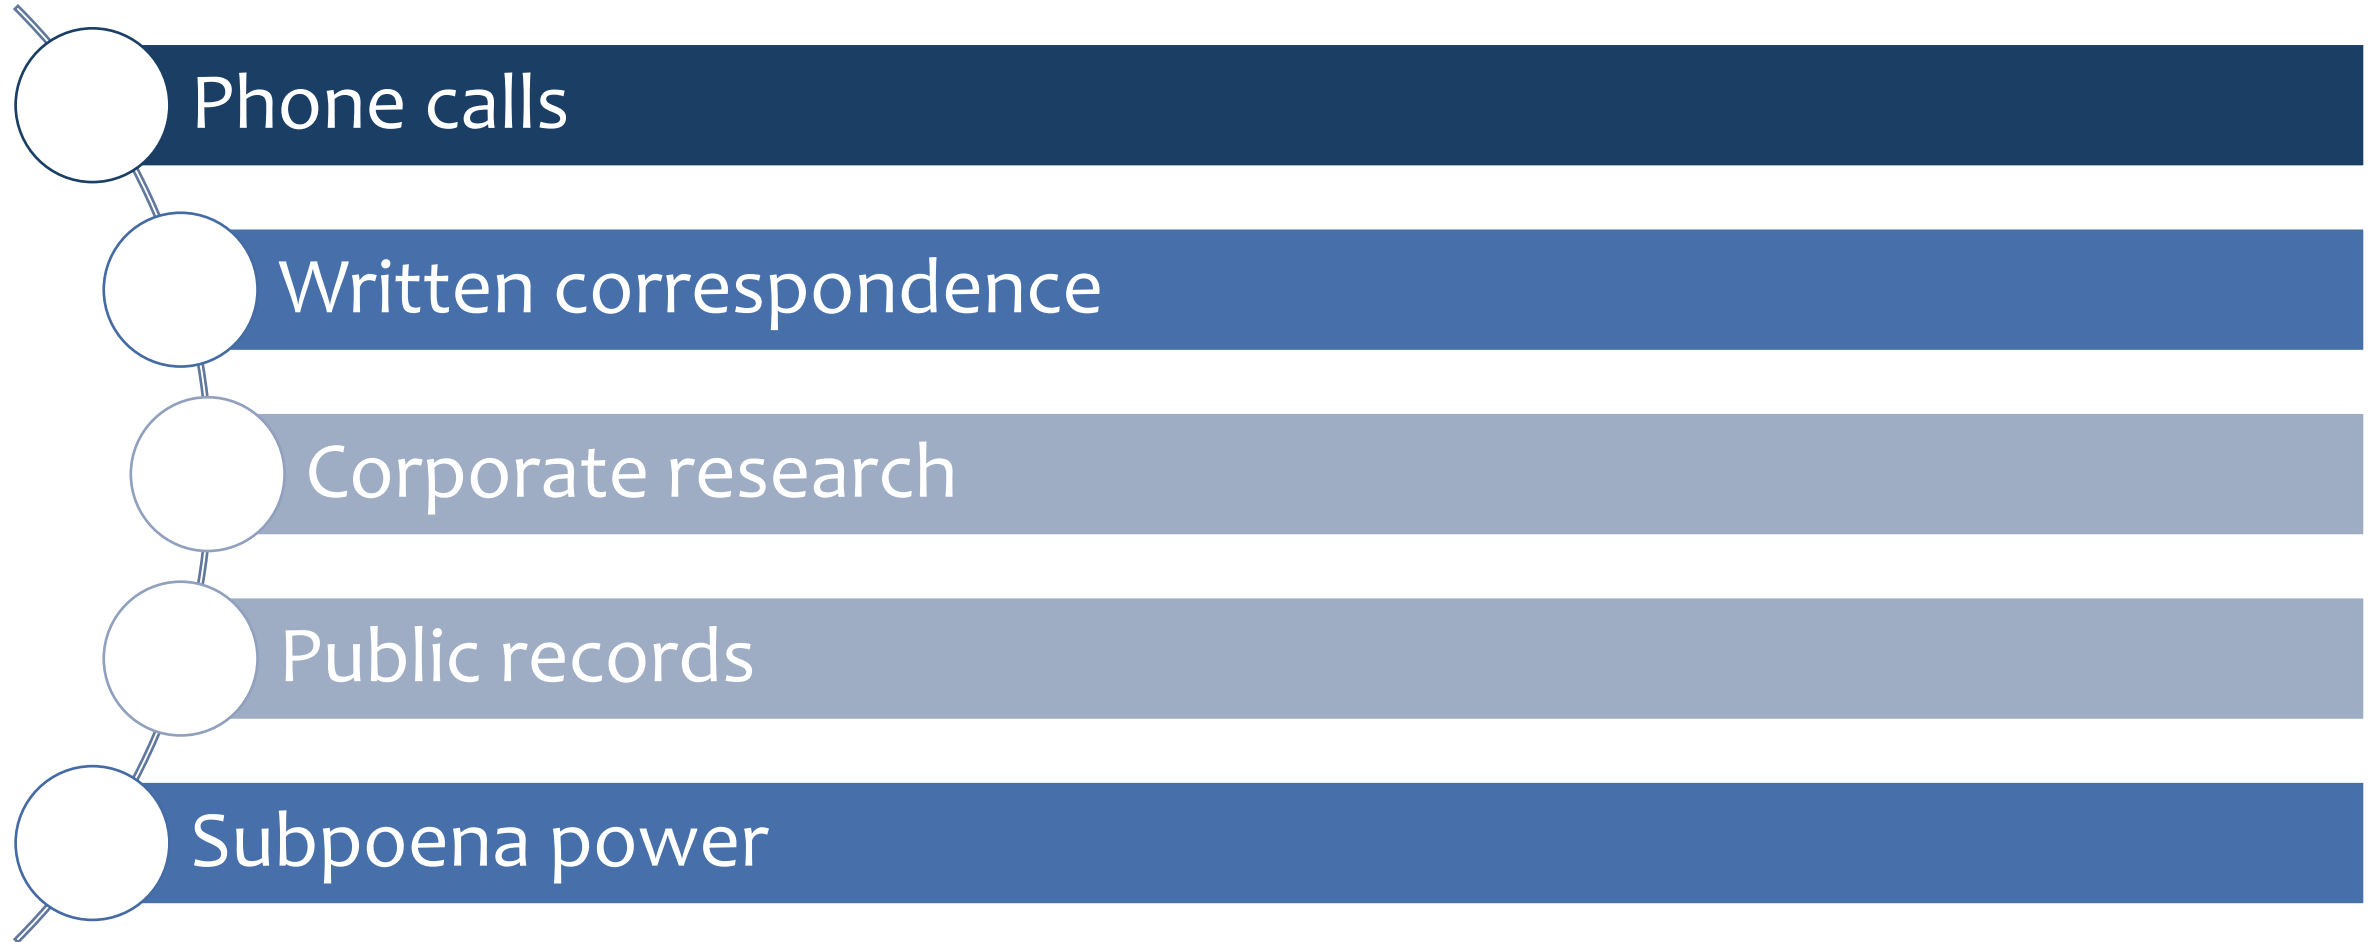 Phone calls
Written correspondence
Corporate research
Public records
Subpoena power